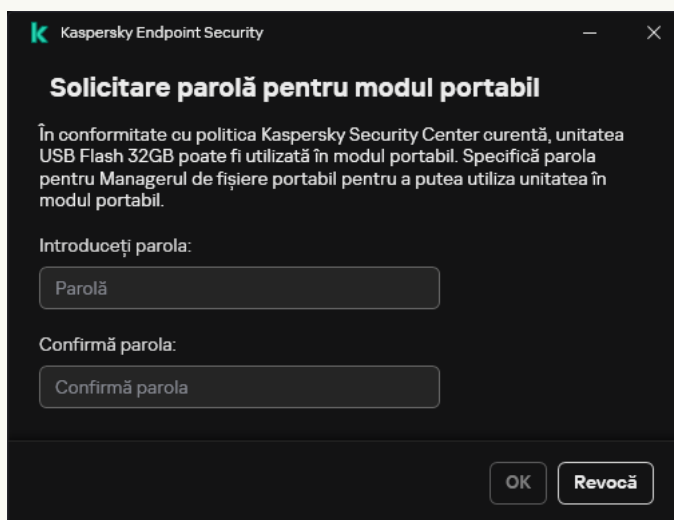 Kaspersky Endpoint Security
Solicitare parolă pentru modul portabil
În conformitate cu politica Kaspersky Security Center curentă, unitatea
USB Flash 32GB poate fi utilizată în modul portabil. Specifică parola
pentru Managerul de fișiere portabil pentru a putea utiliza unitatea în
modul portabil.
Introduceți parola:
Parolă
Confirmă parola:
Confirmă parola
OK
Revocă